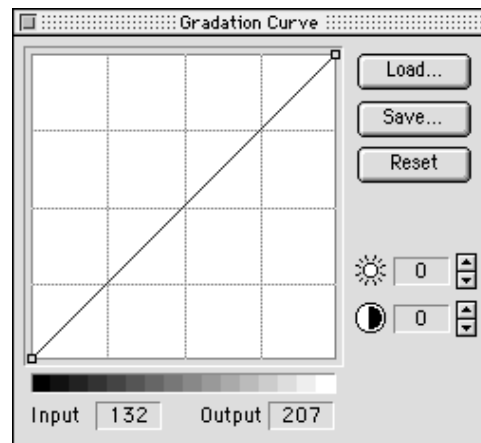 Gradation Curve
Load...
Save...
Reset
0
0
Input 132 Output 207